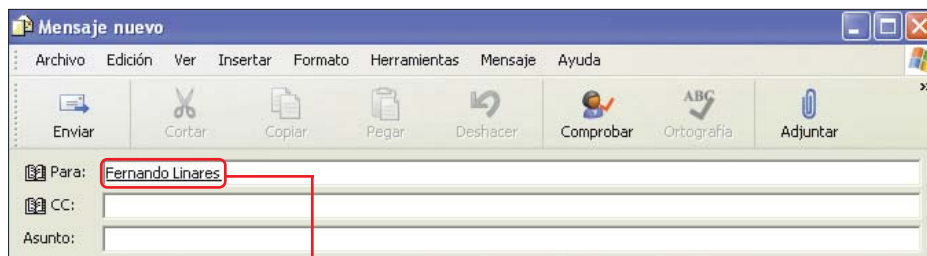 Mensaje nuevo
Archivo Edición Ver Insertar Formato Herramientas Mensaje Ayuda
ABC
Enviar Cortar Copiar Pegar Deshacer Comprobar Ortografía Adjuntar
Para: Fernando Linares
CC:
Asunto: